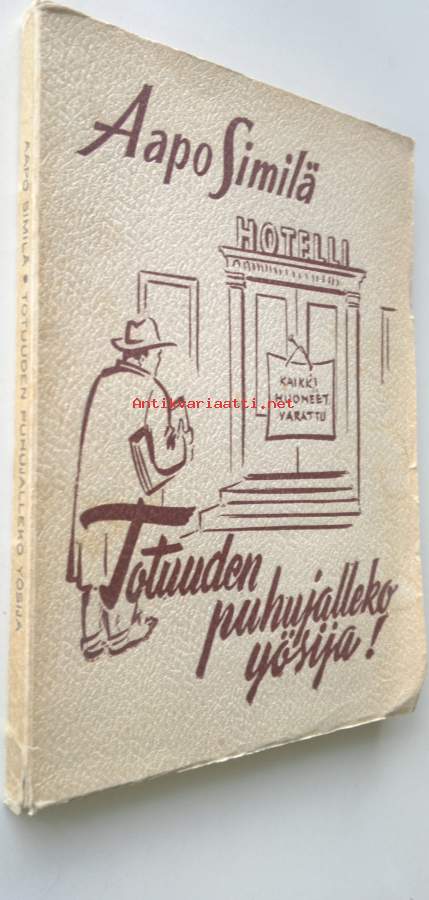 Aapo Similä
HOTELLI
KAIKKI
HUONEET
VARATTU
Antikvariaatti.net
Totuuden
puhujalleko
yösija!
AAPO SIMILÄ • TOTUUDEN PUHUJALLEKO YÖSIJA